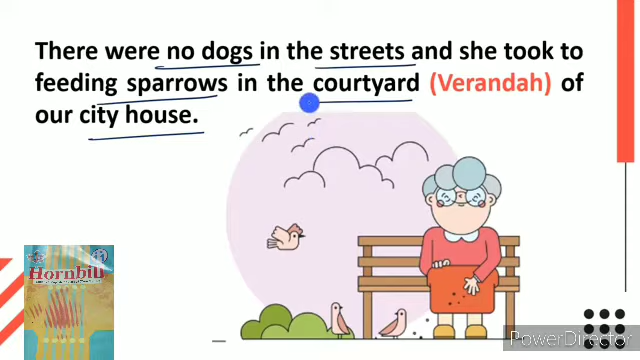 There were no dogs in the streets and she took to
feeding sparrows in the courtyard (Verandah) of
our city house.
Hornbill
PowerDirector